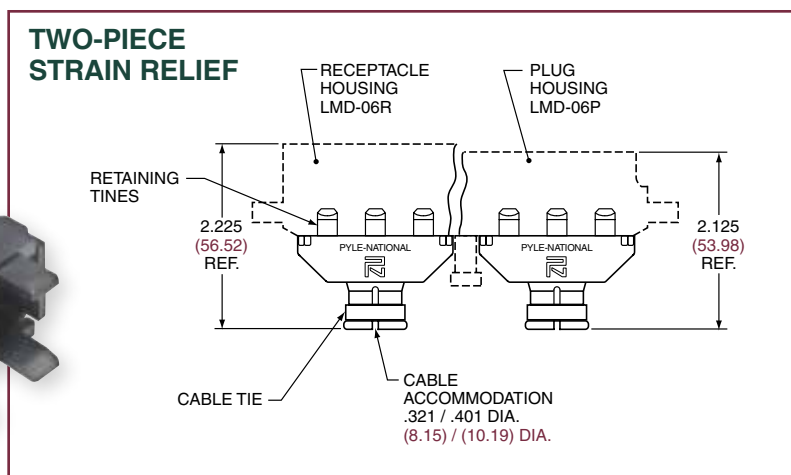 TWO-PIECE
STRAIN RELIEF
RECEPTACLE
HOUSING
LMD-06R
PLUG
HOUSING
LMD-06P
RETAINING
TINES
2.225
(56.52)
REF.
PYLE-NATIONAL
PYLE-NATIONAL
2.125
(53.98)
REF.
CABLE TIE
CABLE
ACCOMMODATION
.321 / .401 DIA.
(8.15) / (10.19) DIA.